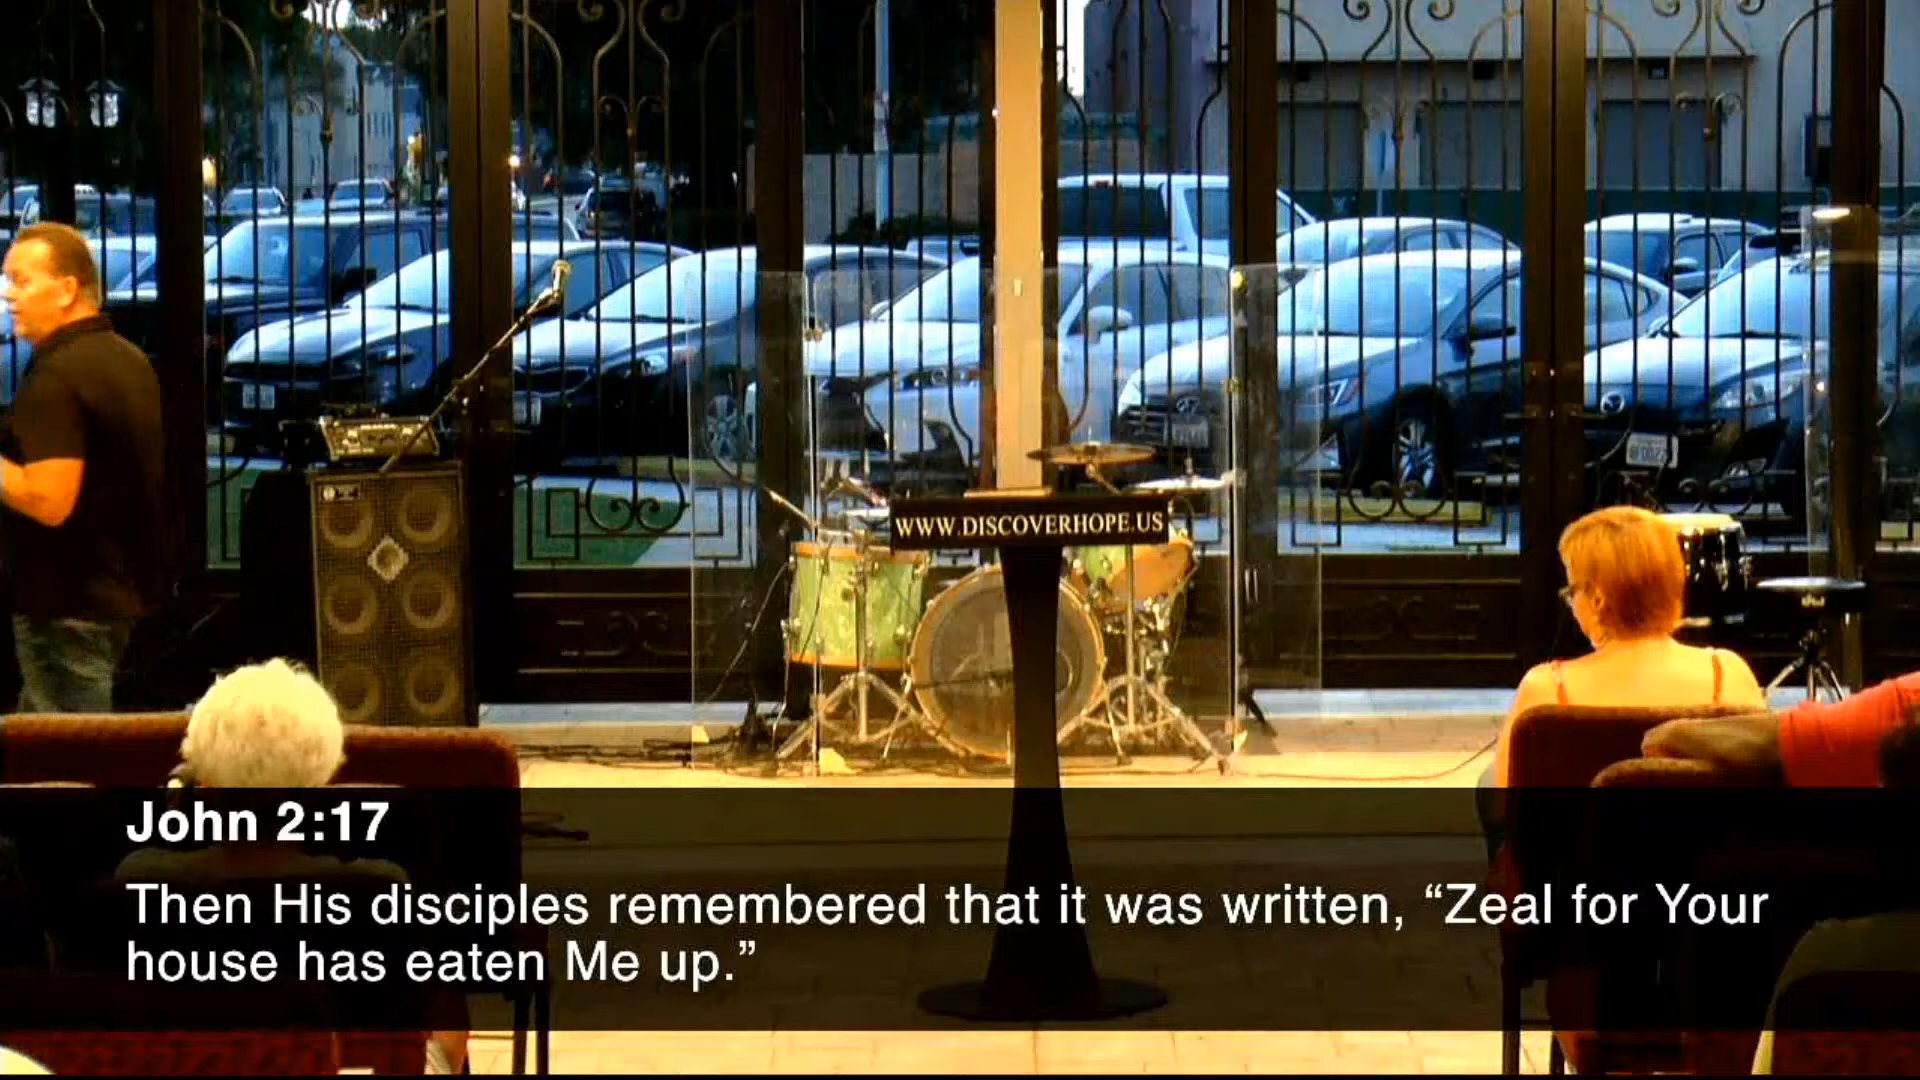 WWW.DISCOVERHOPE.US
John 2:17
Then His disciples remembered that it was written, “Zeal for Your
house has eaten Me up.”